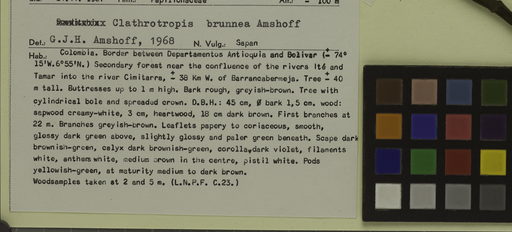 Clathrotropis brunnea Amshoff
Det.: G.J.H. Amshoff, 1968 N. Vulg.: Sapan
Hab.: Colombia. Border between Departamentos Antioquia and Bolivar (± 74°
15'W.6°55'N.) Secondary forest near the confluence of the rivers Ité and
Tamar into the river Cimitarra, ± 38 Km W. of Barrancabermeja. Tree ± 40
m tall. Buttresses up to 1 m high. Bark rough, greyish-brown. Tree with
cylindrical bole and spreaded crown. D.B.H.: 45 cm, Ø bark 1,5 cm. wood:
sapwood creamy-white, 3 cm, heartwood, 18 cm dark brown. First branches at
22 m. Branches greyish-brown. Leaflets papery to coriaceous, smooth,
glossy dark green above, slightly glossy and paler green beneath. Scape dark
brownish-green, calyx dark brownish-green, corolla dark violet, filaments
white, anthem white, medium brown in the centre, pistil white. Pods
yellowish-green, at maturity medium to dark brown.
Woodsamples taken at 2 and 5 m. (L.N.P.F. C.23.)